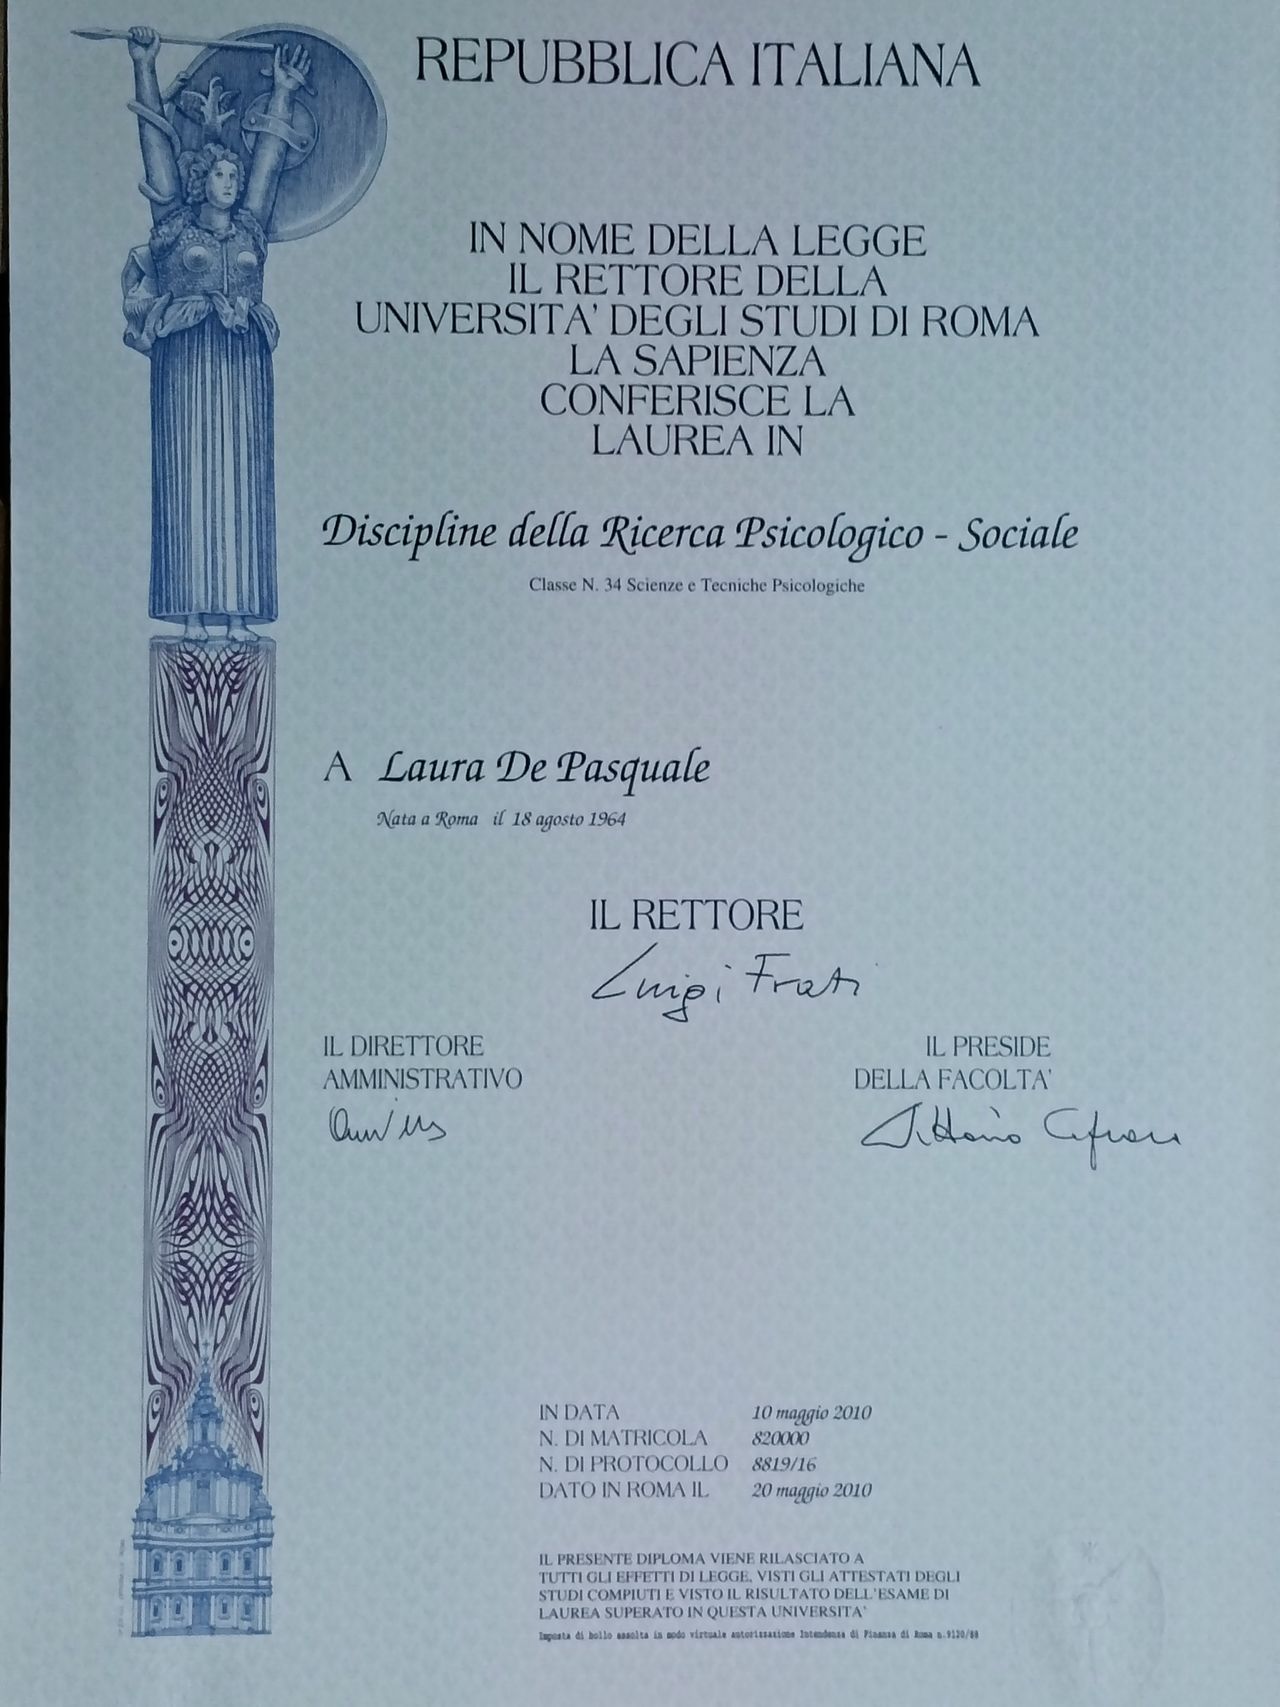 REPUBBLICA ITALIANA
IN NOME DELLA LEGGE
IL RETTORE DELLA
UNIVERSITA' DEGLI STUDI DI ROMA
LA SAPIENZA
CONFERISCE LA
LAUREA IN
Discipline della Ricerca Psicologico - Sociale
Classe N. 34 Scienze e Tecniche Psicologiche
A Laura De Pasquale
Nata a Roma il 18 agosto 1964
IL RETTORE
Luigi Frati
IL DIRETTORE
AMMINISTRATIVO
IL PRESIDE
DELLA FACOLTA'
Vittorio
IN DATA 10 maggio 2010
N. DI MATRICOLA 820000
N. DI PROTOCOLLO 8819/16
DATO IN ROMA IL 20 maggio 2010
IL PRESENTE DIPLOMA VIENE RILASCIATO A
TUTTI GLI EFFETTI DI LEGGE, VISTI GLI ATTESTATI DEGLI
STUDI COMPIUTI E VISTO IL RISULTATO DELL'ESAME DI
LAUREA SUPERATO IN QUESTA UNIVERSITA'
Imposta di bollo assolta in modo virtuale autorizzazione Intendenza di Finanza di Roma n.9120/88